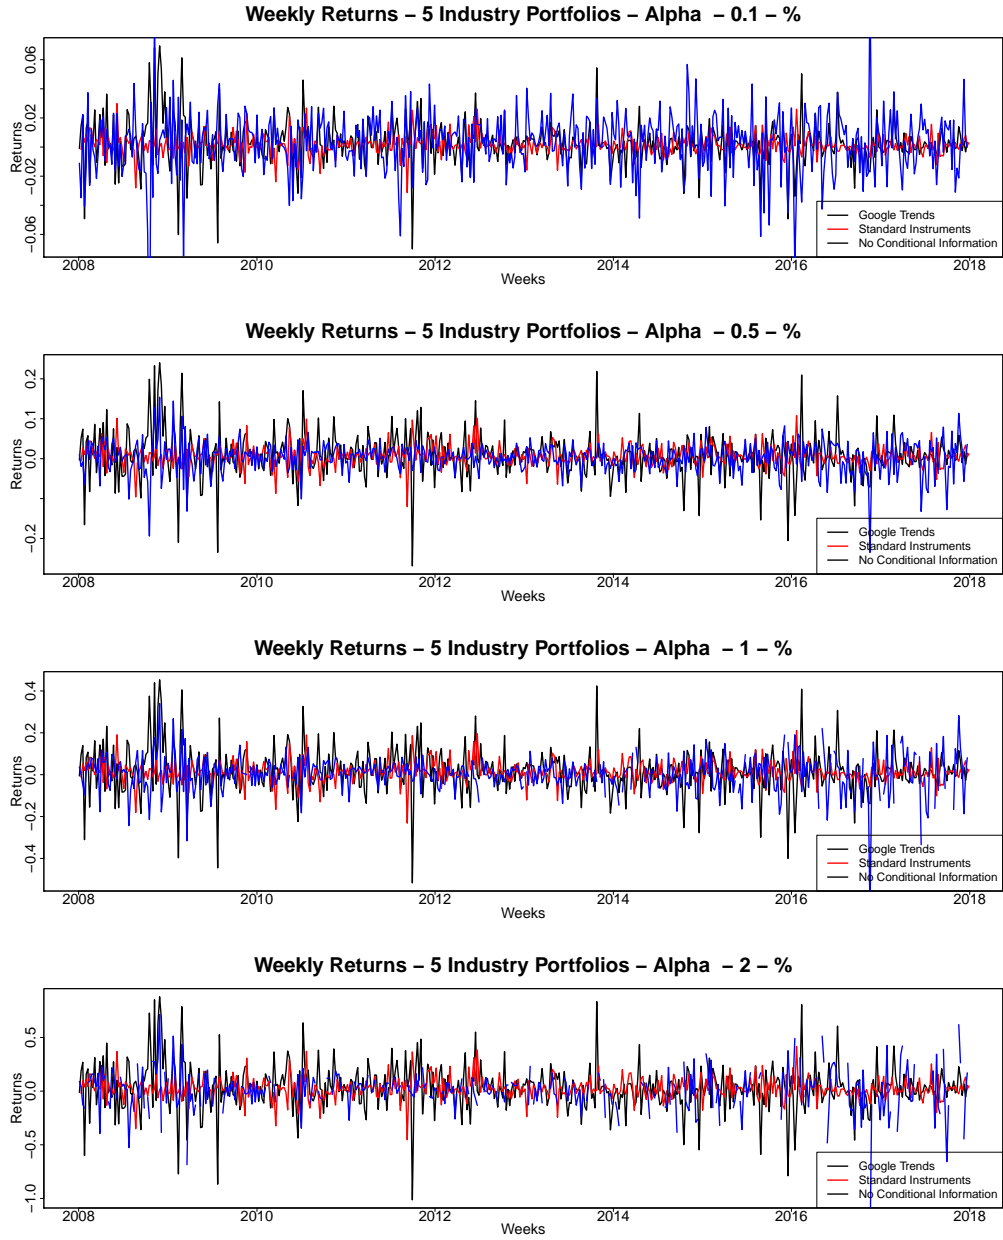 Weekly Returns – 5 Industry Portfolios – Alpha – 0.1 – %
Returns
0.06
0.02
−0.02
−0.06
Google Trends
Standard Instruments
No Conditional Information
2008 2010 2012 2014 2016 2018
Weeks
Weekly Returns – 5 Industry Portfolios – Alpha – 0.5 – %
Returns
0.2
0.1
0.0
−0.2
Google Trends
Standard Instruments
No Conditional Information
2008 2010 2012 2014 2016 2018
Weeks
Weekly Returns – 5 Industry Portfolios – Alpha – 1 – %
Returns
0.4
0.2
0.0
−0.2
−0.4
Google Trends
Standard Instruments
No Conditional Information
2008 2010 2012 2014 2016 2018
Weeks
Weekly Returns – 5 Industry Portfolios – Alpha – 2 – %
Returns
0.5
0.0
−0.5
−1.0
Google Trends
Standard Instruments
No Conditional Information
2008 2010 2012 2014 2016 2018
Weeks